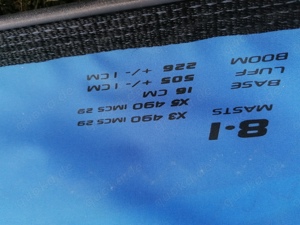 8.1
MASTS X3 490 IMCS 29
X5 490 IMCS 29
BASE 16 CM
LUFF 505 +/- 1 CM
BOOM 226 +/- 1 CM